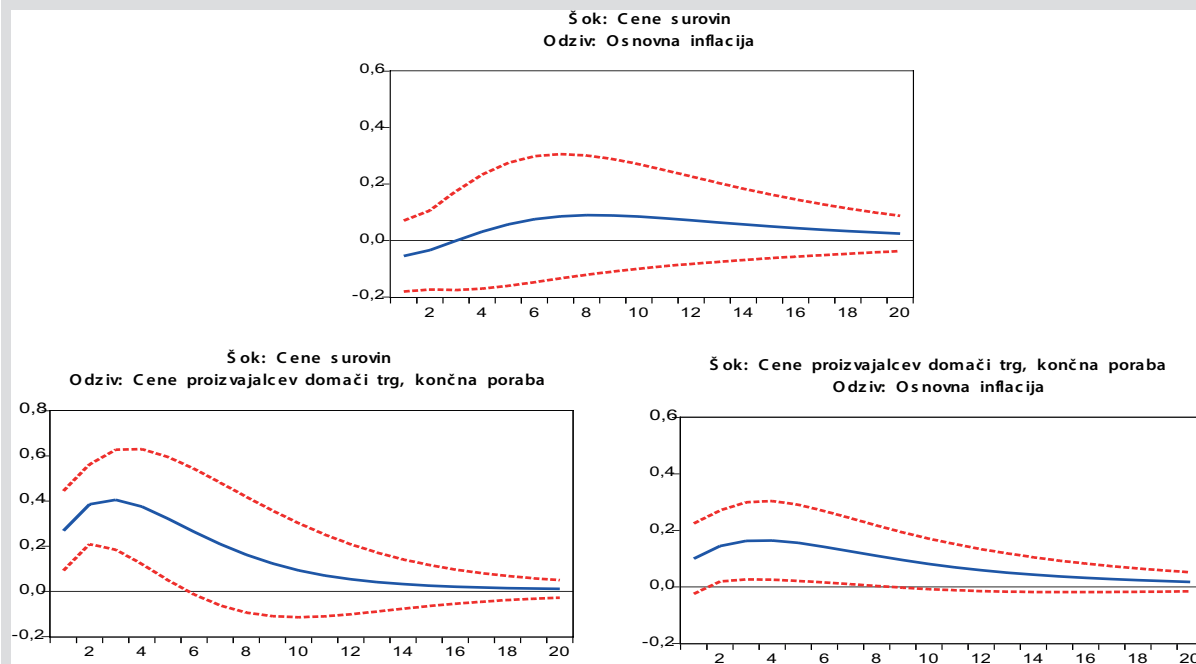 Šok: Cene surovin
Odziv: Osnovna inflacija
0,6
0,4
0,2
0,0
-0,2
2 4 6 8 10 12 14 16 18 20
Šok: Cene surovin
Odziv: Cene proizvajalcev domači trg, končna poraba
0,8
0,6
0,4
0,2
0,0
-0,2
2 4 6 8 10 12 14 16 18 20
Šok: Cene proizvajalcev domači trg, končna poraba
Odziv: Osnovna inflacija
0,6
0,4
0,2
0,0
-0,2
2 4 6 8 10 12 14 16 18 20